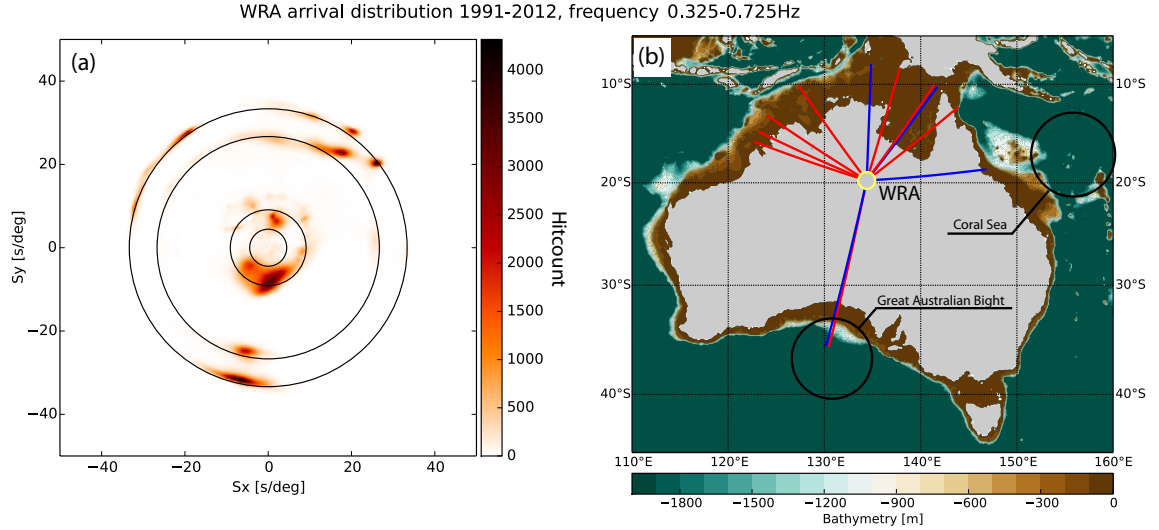 WRA arrival distribution 1991-2012, frequency 0.325-0.725Hz
(a)
40
20
0
−20
−40
Sy [s/deg]
−40
−20
0
20
40
Sx [s/deg]
4000
3500
3000
2500
2000
1500
1000
500
0
Hitcount
(b)
10°S
20°S
30°S
40°S
10°S
20°S
30°S
40°S
WRA
Coral Sea
Great Australian Bight
110°E
120°E
130°E
140°E
150°E
160°E
−1800
−1500
−1200
−900
−600
−300
0
Bathymetry [m]